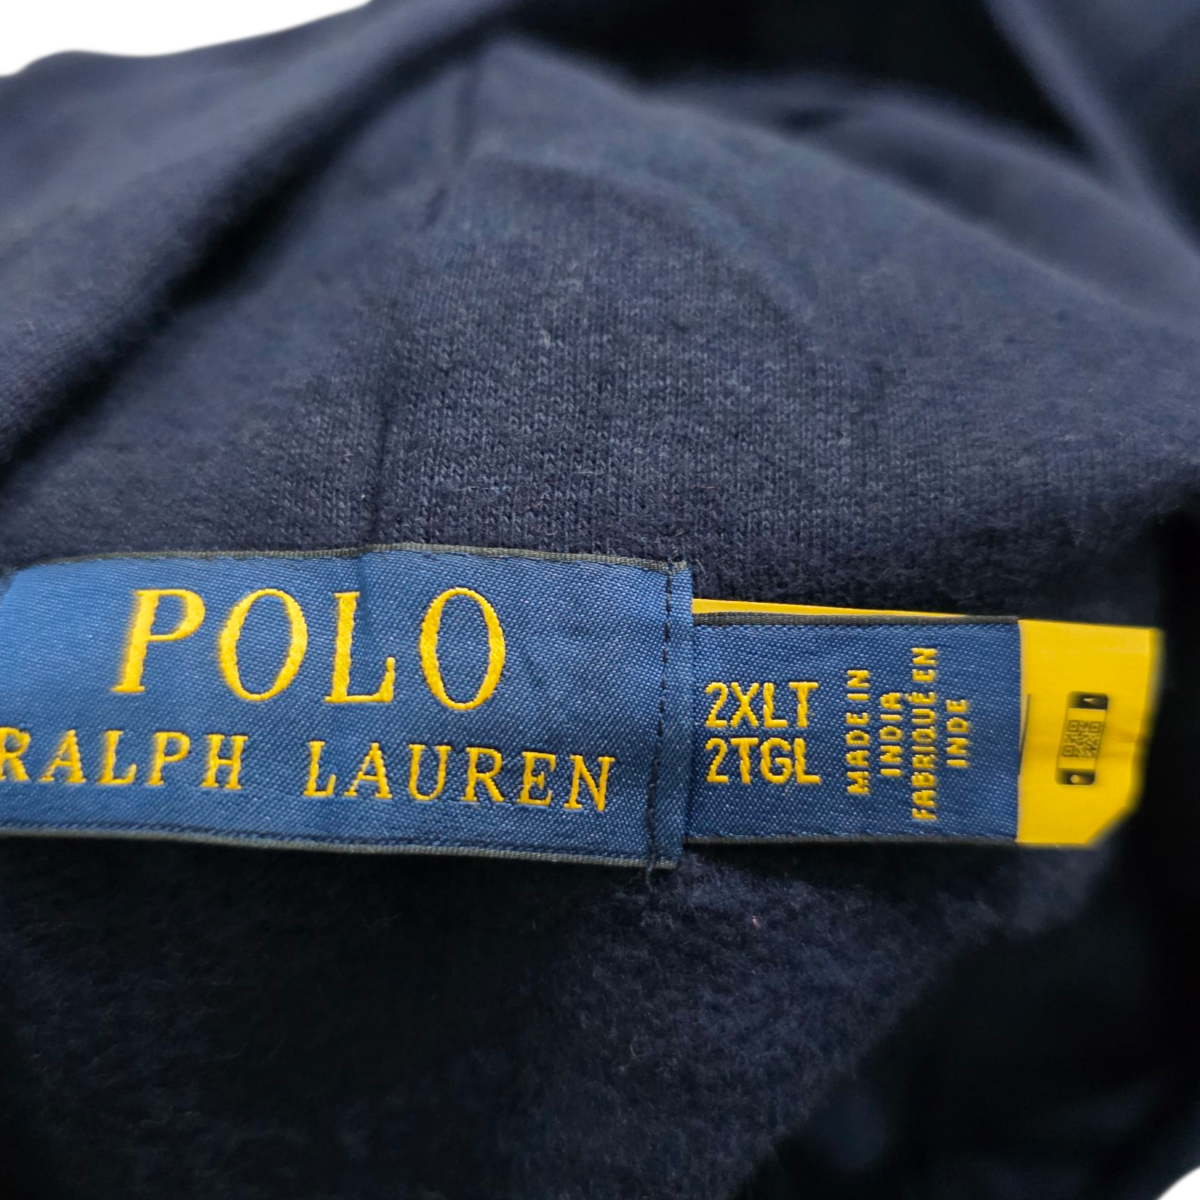 POLO
RALPH LAUREN
2XLT
2TGL
MADE IN
INDIA
FABRIQUÉ EN
INDE